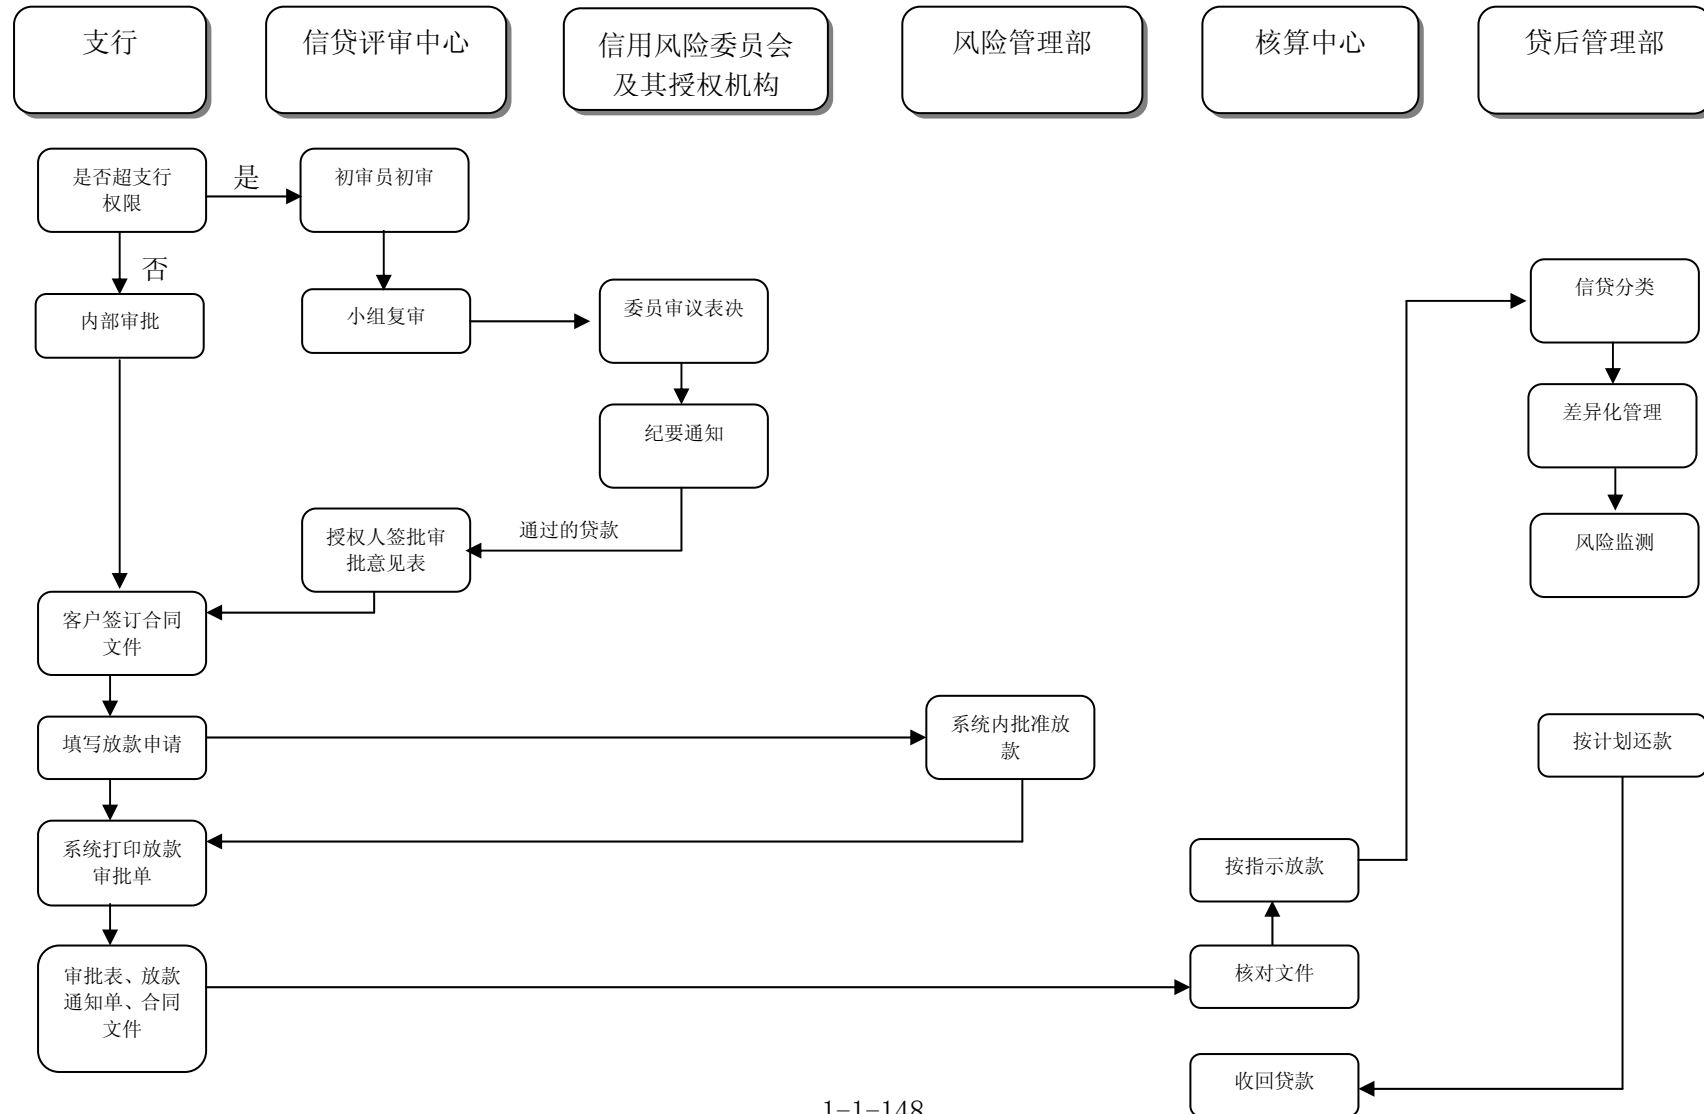 支行
信贷评审中心
信用风险委员会
及其授权机构
风险管理部
核算中心
贷后管理部
是否超支行
权限
是
初审员初审
否
内部审批
小组复审
委员审议表决
信贷分类
纪要通知
差异化管理
授权人签批审
批意见表
通过的贷款
风险监测
客户签订合同
文件
填写放款申请
系统内批准放
款
按计划还款
系统打印放款
审批单
按指示放款
审批表、放款
通知单、合同
文件
核对文件
收回贷款
1-1-148